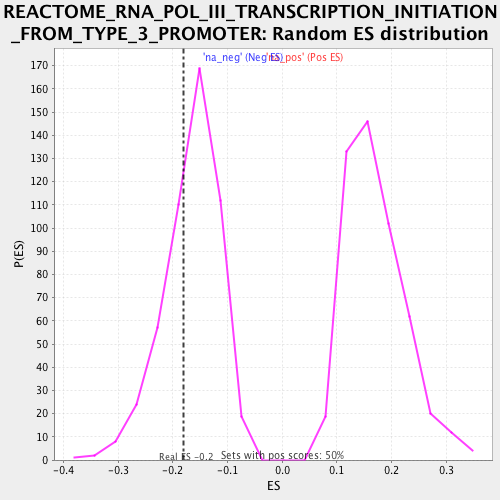 REACTOME_RNA_POL_III_TRANSCRIPTION_INITIATION
_FROM_TYPE_3_PROMOTER: Random ES distribution
'na_neg' (Neg ES)
'na_pos' (Pos ES)
170
160
150
140
130
120
110
100
90
80
70
60
50
40
30
20
10
0
P(ES)
Real ES -0.2
Sets with pos scores: 50%
-0.4 -0.3 -0.2 -0.1 0.0 0.1 0.2 0.3
ES